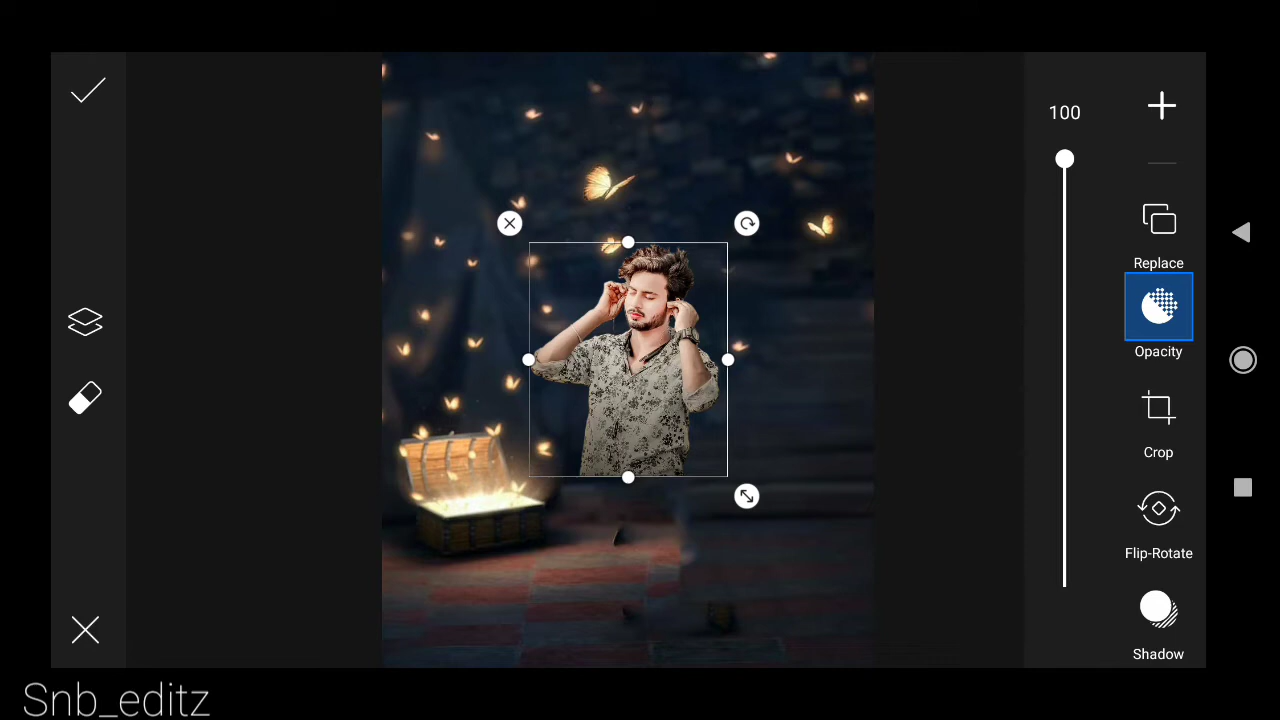 100
Replace
Opacity
Crop
Flip-Rotate
Shadow
Snb_editz